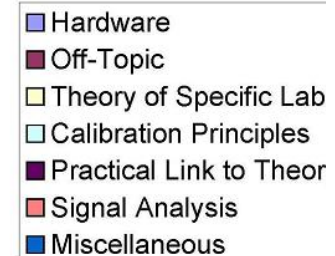 Hardware
Off-Topic
Theory of Specific Lab
Calibration Principles
Practical Link to Theor
Signal Analysis
Miscellaneous